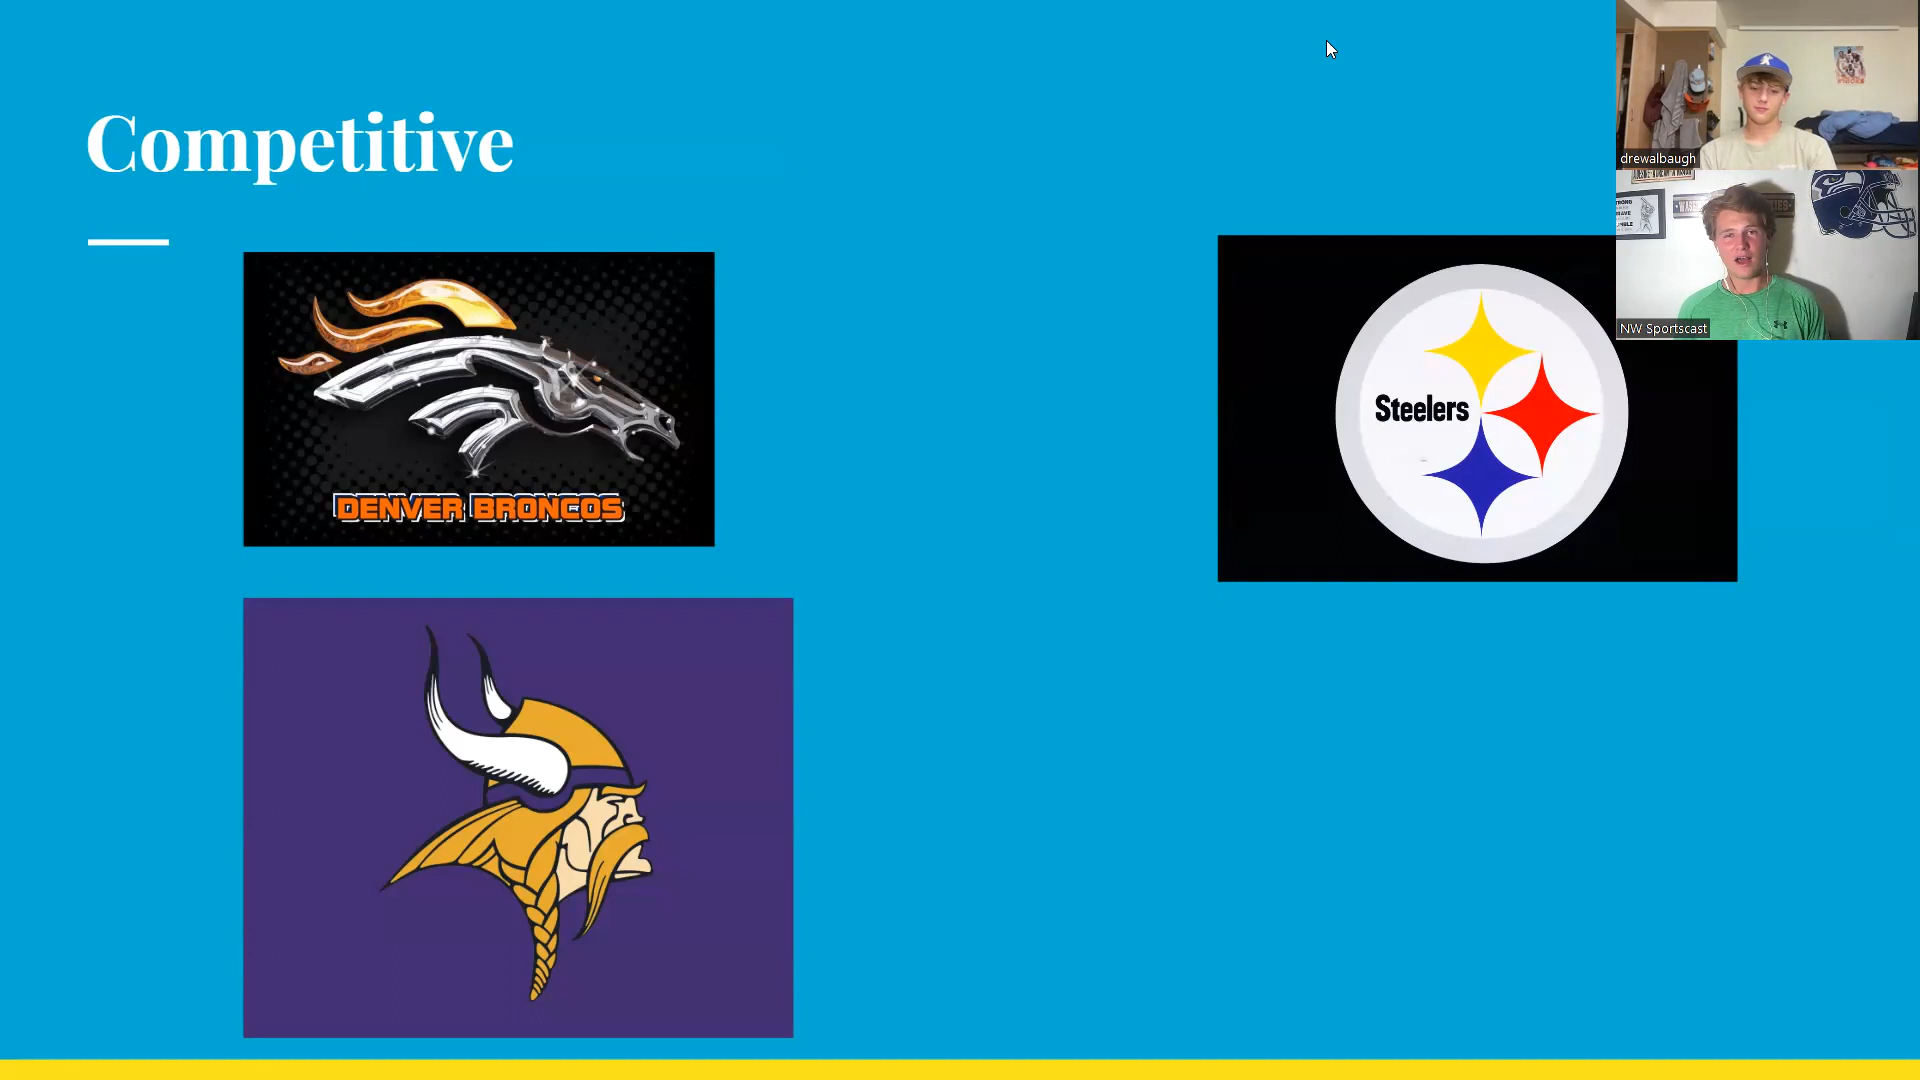 Competitive
DENVER BRONCOS
Steelers
drewalbaugh
NW Sportscast